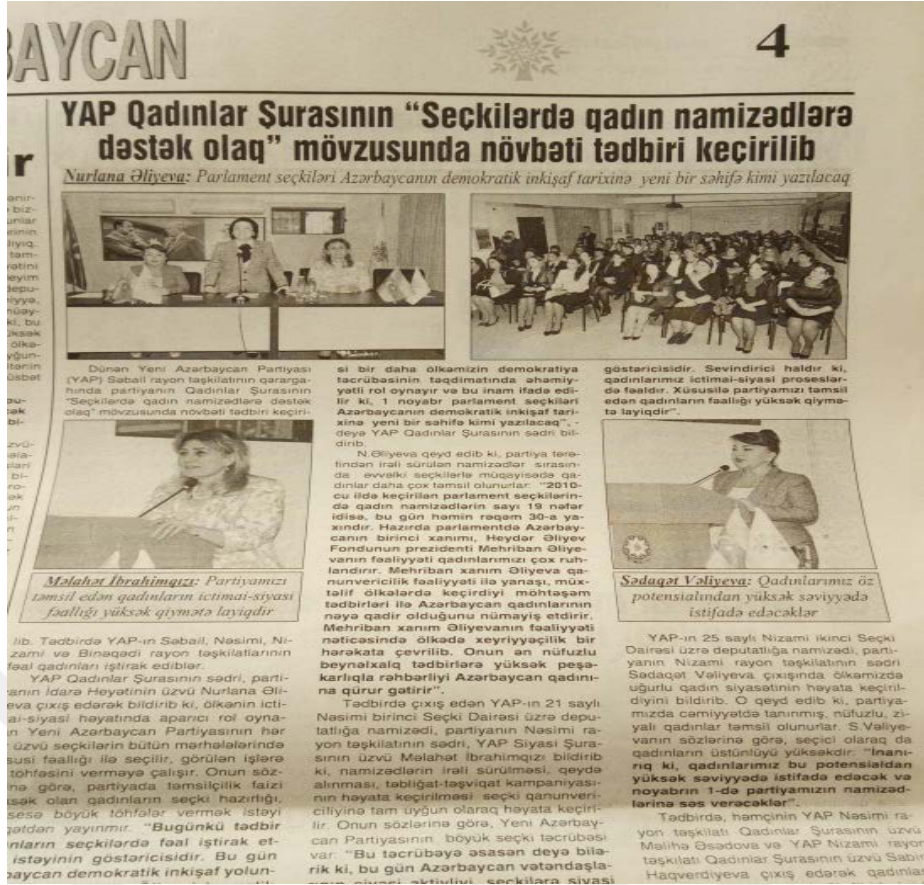 BAYCAN
4
YAP Qadınlar Şurasının “Seçkilərdə qadın namizədlərə
dəstək olaq” mövzusunda növbəti tədbiri keçirilib
Nurlana Əliyeva: Parlament seçkiləri Azərbaycanın demokratik inkişaf tarixinə yeni bir səhifə kimi yazılacaq
Dünən Yeni Azərbaycan Partiyası
(YAP) Səbail rayon təşkilatının qərarga-
hında partiyanın Qadınlar Şurasının
“Seçkilərdə qadın namizədlərə dəstək
olaq” mövzusunda növbəti tədbiri keçiri-
Məlahət İbrahimqızı: Partiyamızı
təmsil edən qadınların ictimai-siyasi
fəallığı yüksək qiymətə layiqdir
lib. Tədbirdə YAP-ın Səbail, Nəsimi, Ni-
zami və Binəqədi rayon təşkilatlarının
fəal qadınları iştirak ediblər.
YAP Qadınlar Şurasının sədri, parti-
yanın İdarə Heyətinin üzvü Nurlana Əli-
eva çıxış edərək bildirib ki, ölkənin icti-
ai-siyasi həyatında aparıcı rol oyna-
n Yeni Azərbaycan Partiyasının hər
üzvü seçkilərin bütün mərhələlərində
susi fəallığı ilə seçilir, görülən işlərə
töhfəsini verməyə çalışır. Onun söz-
nə görə, partiyada təmsilçilik faizi
ksək olan qadınların seçki hazırlığı,
sesə böyük töhfələr vermək istəyi
qətdən yayınmır. “Bugünkü tədbir
nların seçkilərdə fəal iştirak et-
istəyinin göstəricisidir. Bu gün
baycan demokratik inkişaf yolun-
si bir daha ölkəmizin demokratiya
təcrübəsinin təqdimatında əhəmiy-
yətli rol oynayır və bu inam ifadə edi-
lir ki, 1 noyabr parlament seçkiləri
Azərbaycanın demokratik inkişaf tari-
xinə yeni bir səhifə kimi yazılacaq”, -
deyə YAP Qadınlar Şurasının sədri bil-
dirib.
N.Əliyeva qeyd edib ki, partiya tərə-
findən irəli sürülən namizədlər sırasın-
da əvvəlki seçkilərlə müqayisədə qa-
dınlar daha çox təmsil olunurlar: “2010-
cu ildə keçirilən parlament seçkilərin-
də qadın namizədlərin sayı 19 nəfər
idisə, bu gün həmin rəqəm 30-a ya-
xındır. Hazırda parlamentdə Azərbay-
canın birinci xanımı, Heydər Əliyev
Fondunun prezidenti Mehriban Əliye-
vanın fəaliyyəti qadınlarımızı çox ruh-
landırır. Mehriban xanım Əliyeva qa-
nunvericilik fəaliyyəti ilə yanaşı, müx-
təlif ölkələrdə keçirdiyi möhtəşəm
tədbirləri ilə Azərbaycan qadınlarının
nəyə qadir olduğunu nümayiş etdirir.
Mehriban xanım Əliyevanın fəaliyyəti
nəticəsində ölkədə xeyriyyəçilik bir
hərəkata çevrilib. Onun ən nüfuzlu
beynəlxalq tədbirlərə yüksək peşə-
karlıqla rəhbərliyi Azərbaycan qadını-
na qürur gətirir”.
Tədbirdə çıxış edən YAP-ın 21 saylı
Nəsimi birinci Seçki Dairəsi üzrə depu-
tatlığa namizədi, partiyanın Nəsimi ra-
yon təşkilatının sədri, YAP Siyasi Şura-
sının üzvü Məlahət İbrahimqızı bildirib
ki, namizədlərin irəli sürülməsi, qeydə
alınması, təbliğat-təşviqat kampaniyası-
nın həyata keçirilməsi seçki qanunveri-
ciliyinə tam uyğun olaraq həyata keçiri-
lir. Onun sözlərinə görə, Yeni Azərbay-
can Partiyasının böyük seçki təcrübəsi
var: “Bu təcrübəyə əsasən deyə bilə-
rik ki, bu gün Azərbaycan vətəndaşla-
rının siyasi aktivliyi, seçkilərə siyasi
göstəricisidir. Sevindirici haldır ki,
qadınlarımız ictimai-siyasi proseslər-
də fəaldır. Xüsusilə partiyamızı təmsil
edən qadınların fəallığı yüksək qiymə-
tə layiqdir”.
Sədaqət Vəliyeva: Qadınlarımız öz
potensialından yüksək səviyyədə
istifadə edəcəklər
YAP-ın 25 saylı Nizami ikinci Seçki
Dairəsi üzrə deputatlığa namizədi, parti-
yanın Nizami rayon təşkilatının sədri
Sədaqət Vəliyeva çıxışında ölkəmizdə
uğurlu qadın siyasətinin həyata keçiril-
diyini bildirib. O qeyd edib ki, partiya-
mızda cəmiyyətdə tanınmış, nüfuzlu, zi-
yalı qadınlar təmsil olunurlar. S.Vəliye-
vanın sözlərinə görə, seçici olaraq da
qadınların üstünlüyü yüksəkdir: “İnanı-
rıq ki, qadınlarımız bu potensialdan
yüksək səviyyədə istifadə edəcək və
noyabrın 1-də partiyamızın namizəd-
lərinə səs verəcəklər”.
Tədbirdə, həmçinin YAP Nəsimi ra-
yon təşkilatı Qadınlar Şurasının üzvü
Məlihə Əsədova və YAP Nizami rayon
təşkilatı Qadınlar Şurasının üzvü Sabir
Haqverdiyeva çıxış edərək qadınla